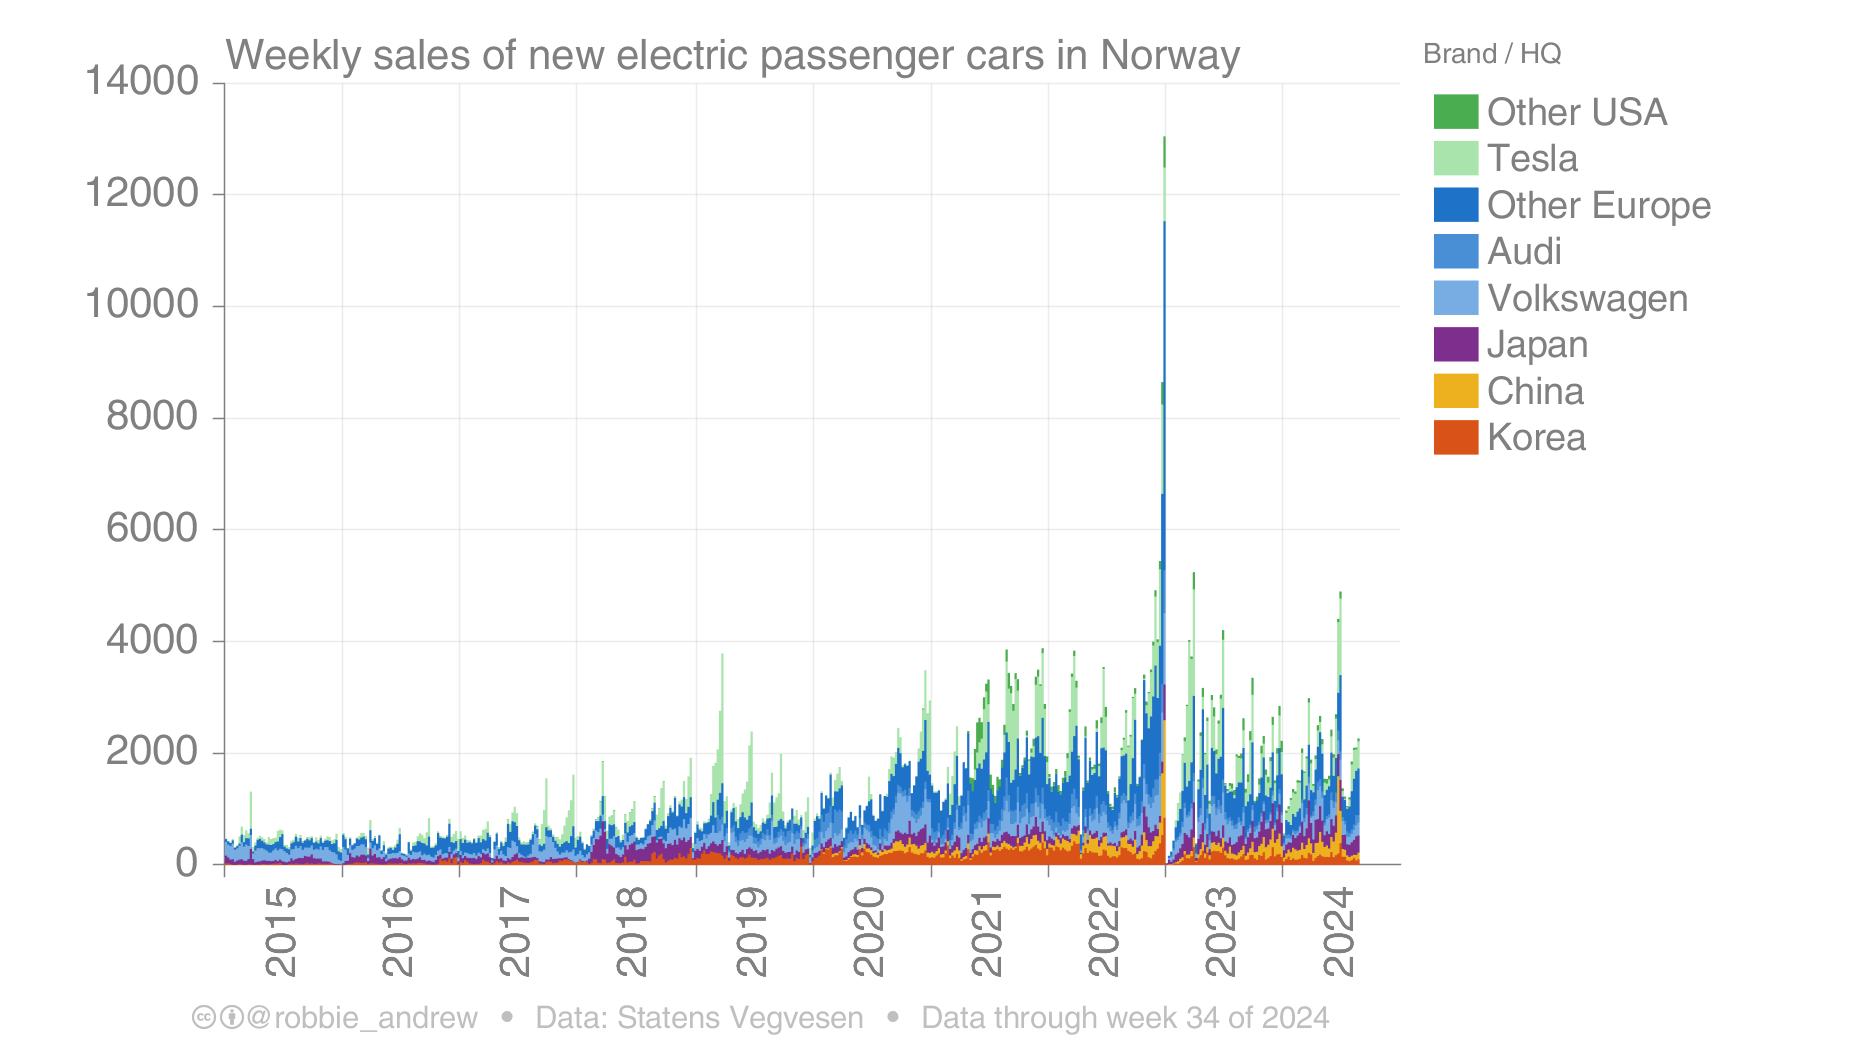 Weekly sales of new electric passenger cars in Norway
Brand / HQ
Other USA
Tesla
Other Europe
Audi
Volkswagen
Japan
China
Korea
14000
12000
10000
8000
6000
4000
2000
0
2015
2016
2017
2018
2019
2020
2021
2022
2023
2024
cc @robbie_andrew • Data: Statens Vegvesen • Data through week 34 of 2024